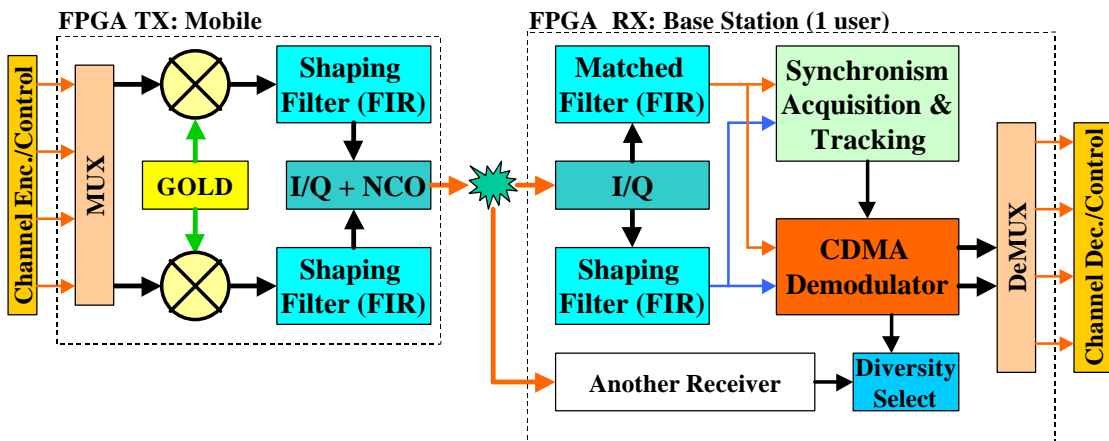 FPGA TX: Mobile
Channel Enc./Control
MUX
Shaping
Filter (FIR)
GOLD
I/Q + NCO
Shaping
Filter (FIR)
FPGA  RX: Base Station (1 user)
Matched
Filter (FIR)
I/Q
Shaping
Filter (FIR)
Synchronism
Acquisition &
Tracking
CDMA
Demodulator
Another Receiver
Diversity
Select
DeMUX
Channel Dec./Control